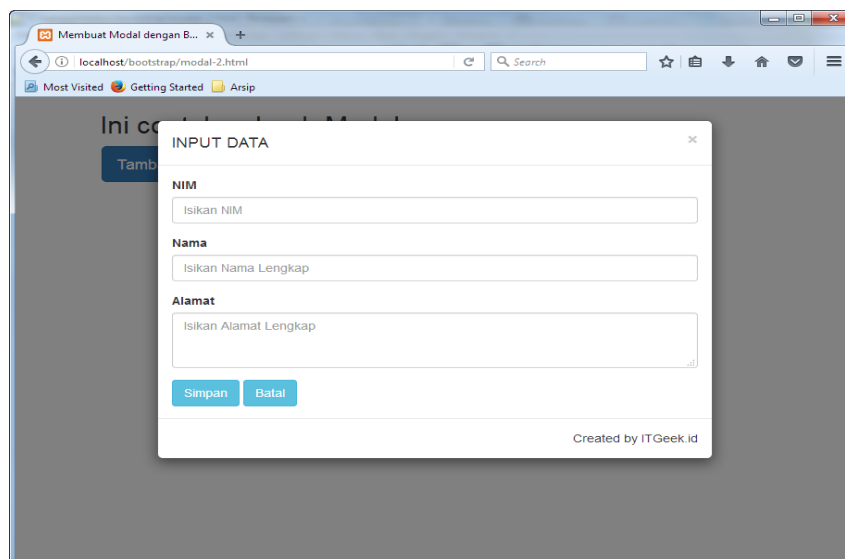 Membuat Modal dengan B...
localhost/bootstrap/modal-2.html
Search
Most Visited Getting Started Arsip
Ini
Tamb
INPUT DATA
NIM
Isikan NIM
Nama
Isikan Nama Lengkap
Alamat
Isikan Alamat Lengkap
Simpan Batal
Created by ITGeek.id